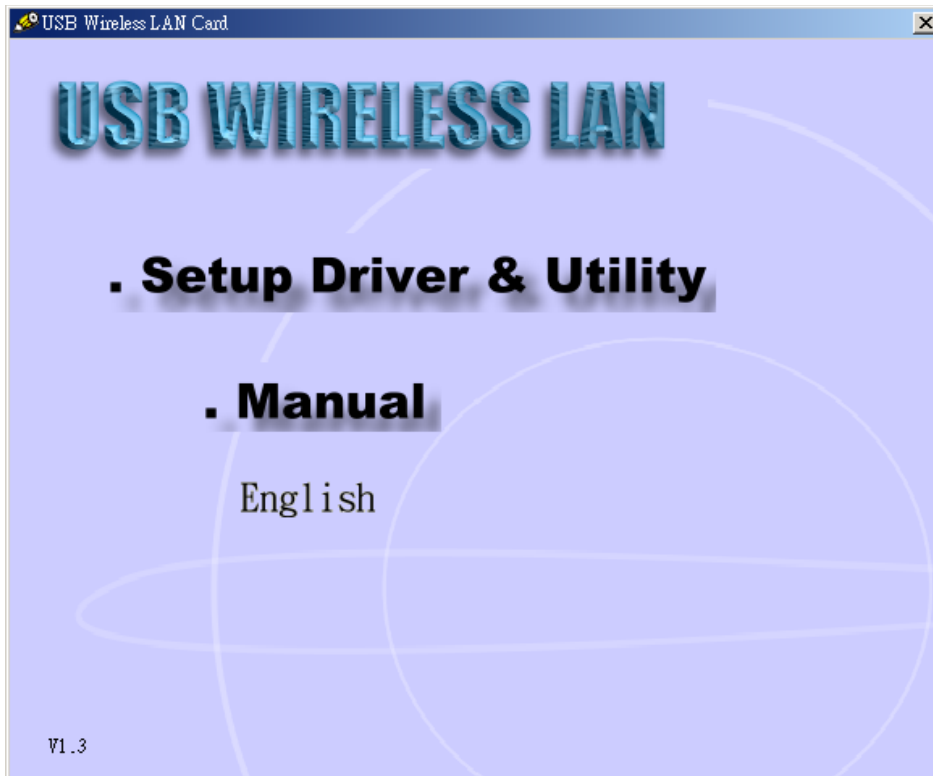 USB Wireless LAN Card
USB WIRELESS LAN
. Setup Driver & Utility
. Manual
English
V1.3